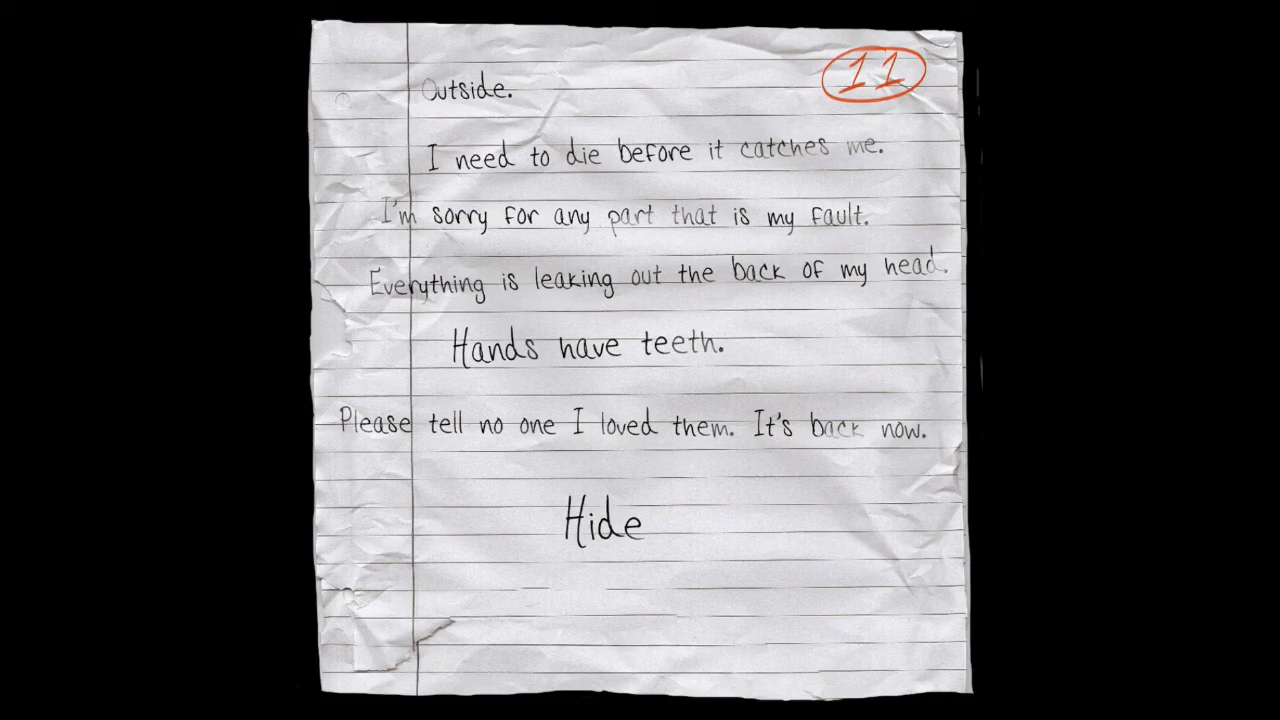 11
Outside.
I need to die before it catches me.
I'm sorry for any part that is my fault.
Everything is leaking out the back of my head.
Hands have teeth.
Please tell no one I loved them. It's back now.
Hide